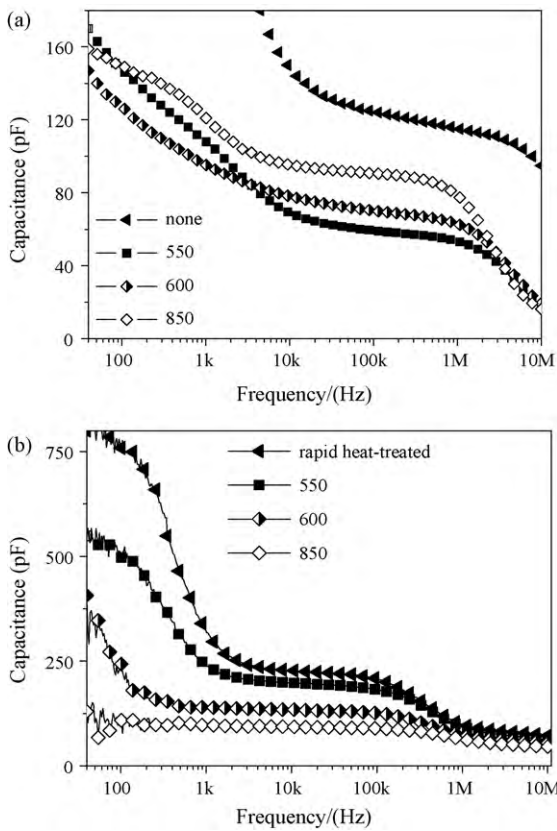 (a)
160
120
80
40
0
Capacitance (pF)
none
550
600
850
100 1k 10k 100k 1M 10M
Frequency/(Hz)
(b)
750
500
250
0
Capacitance (pF)
rapid heat-treated
550
600
850
100 1k 10k 100k 1M 10M
Frequency/(Hz)